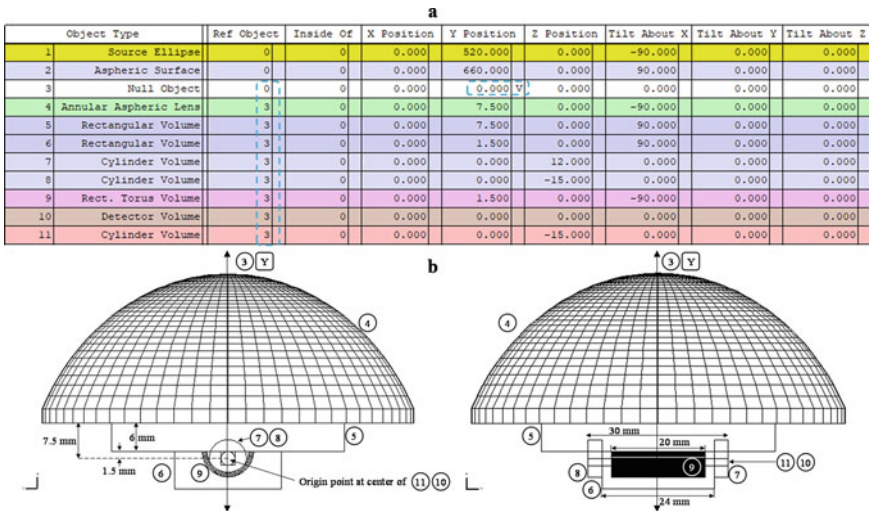 a
Object Type Ref Object Inside Of X Position Y Position Z Position Tilt About X Tilt About Y Tilt About Z
1 Source Ellipse 0 0 0.000 520.000 0.000 -90.000 0.000 0.000
2 Aspheric Surface 0 0 0.000 660.000 0.000 90.000 0.000 0.000
3 Null Object 0 0 0.000 0.000 V 0.000 0.000 0.000 0.000
4 Annular Aspheric Lens 3 0 0.000 7.500 0.000 -90.000 0.000 0.000
5 Rectangular Volume 3 0 0.000 7.500 0.000 90.000 0.000 0.000
6 Rectangular Volume 3 0 0.000 1.500 0.000 90.000 0.000 0.000
7 Cylinder Volume 3 0 0.000 0.000 12.000 0.000 0.000 0.000
8 Cylinder Volume 3 0 0.000 0.000 -15.000 0.000 0.000 0.000
9 Rect. Torus Volume 3 0 0.000 1.500 0.000 -90.000 0.000 0.000
10 Detector Volume 3 0 0.000 0.000 0.000 0.000 0.000 0.000
11 Cylinder Volume 3 0 0.000 0.000 -15.000 0.000 0.000 0.000
b
3 Y
4
7.5 mm
6 mm
1.5 mm
7 8
5
6
9
Origin point at center of 11 10
3 Y
4
5
30 mm
20 mm
9
8
7
11 10
6
24 mm